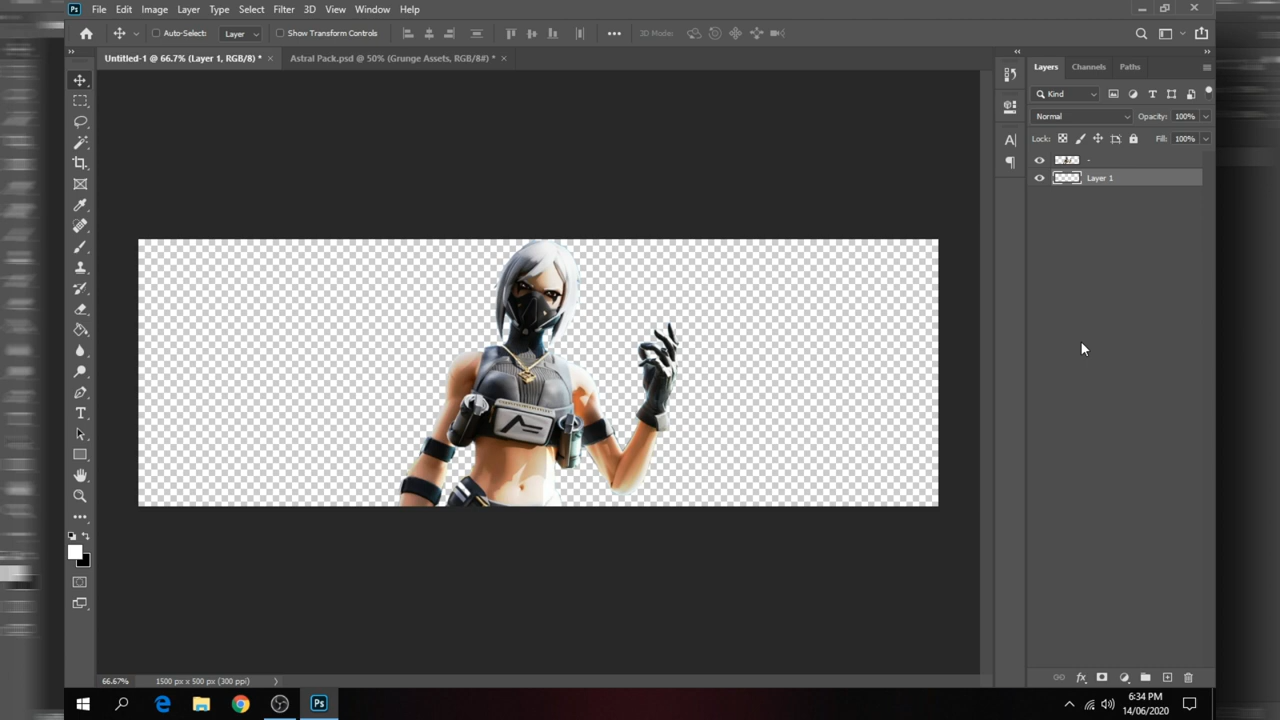 Ps File Edit Image Layer Type Select Filter 3D View Window Help
Auto-Select: Layer Show Transform Controls 3D Mode:
Untitled-1 @ 66.7% (Layer 1, RGB/8) * × Astral Pack.psd @ 50% (Grunge Assets, RGB/8#) * ×
Layers Channels Paths
Kind
Normal Opacity: 100%
Lock: Fill: 100%
-
Layer 1
66.67% 1500 px x 500 px (300 ppi)
Ps
6:34 PM
14/06/2020